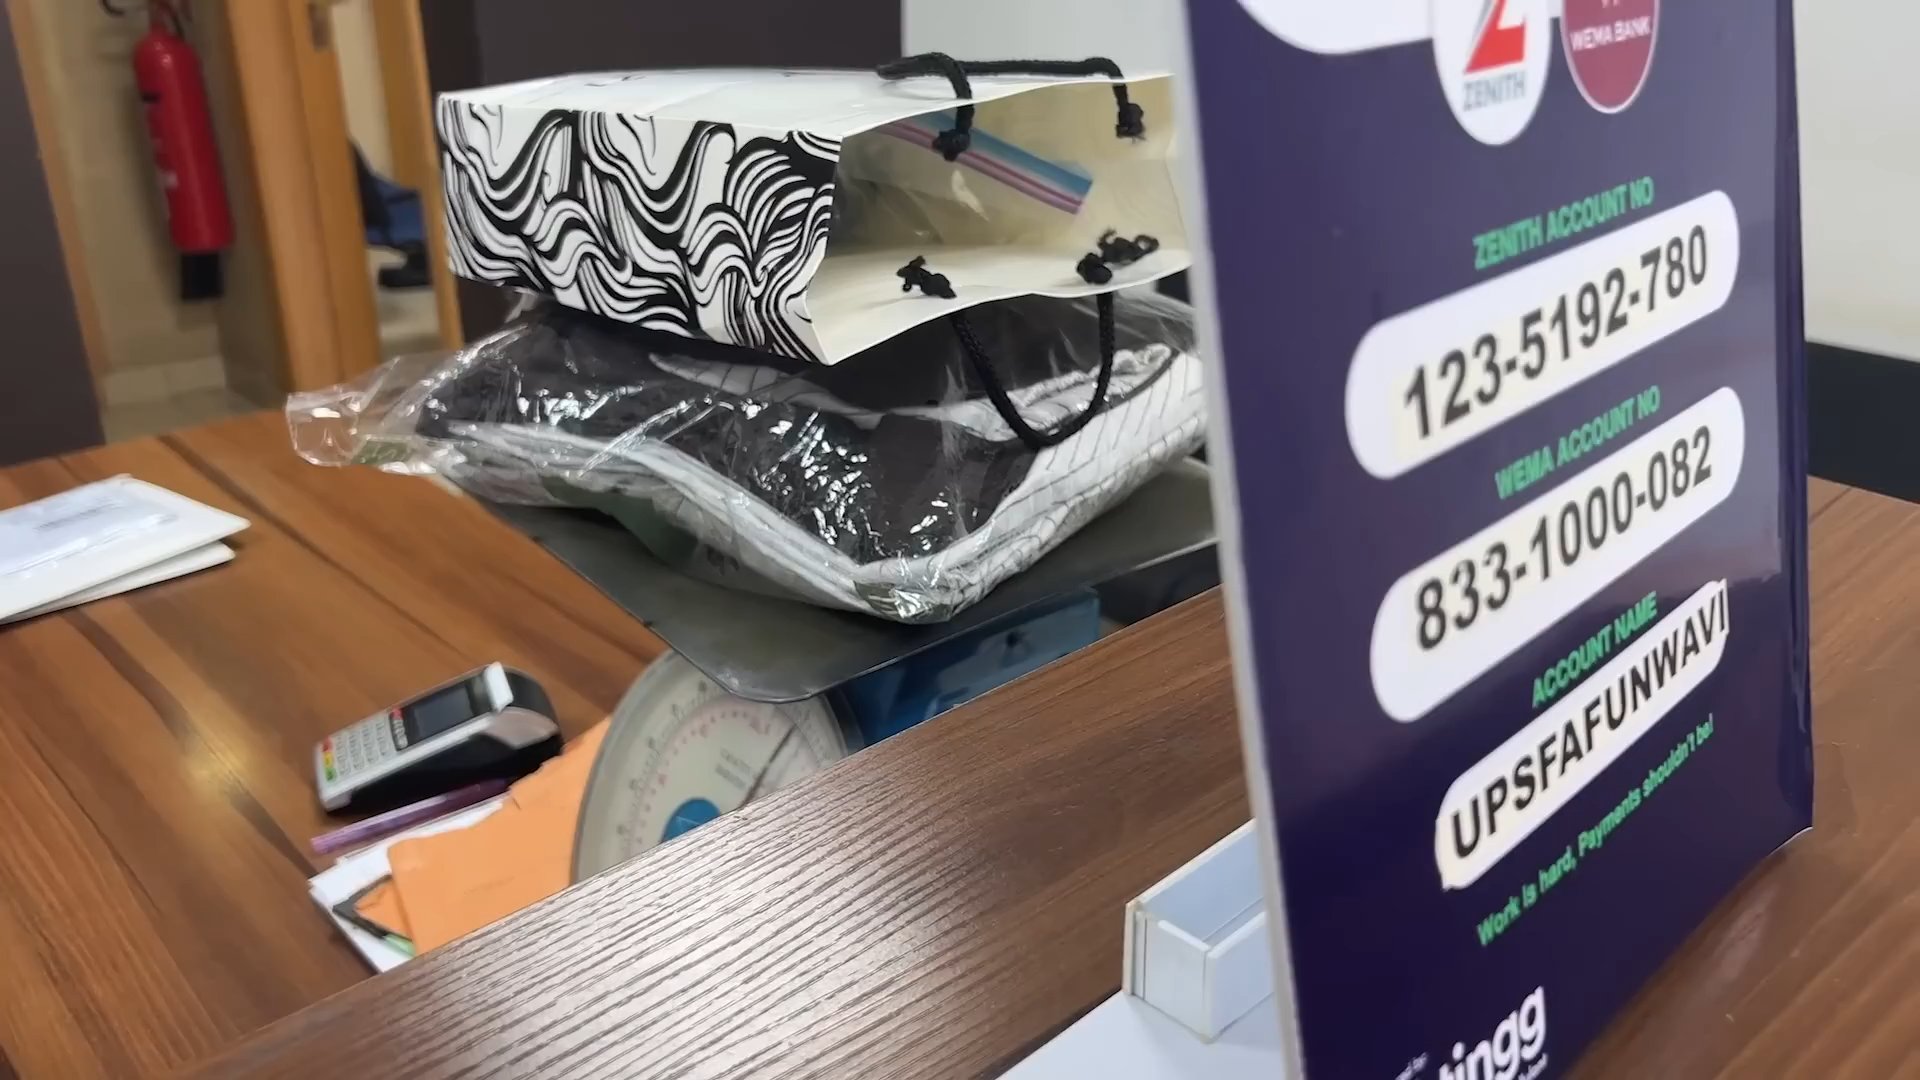 ZENITH
WEMA BANK
ZENITH ACCOUNT NO
123-5192-780
WEMA ACCOUNT NO
833-1000-082
ACCOUNT NAME
UPSFAFUNWAVI
Work is hard, Payments shouldn't be!